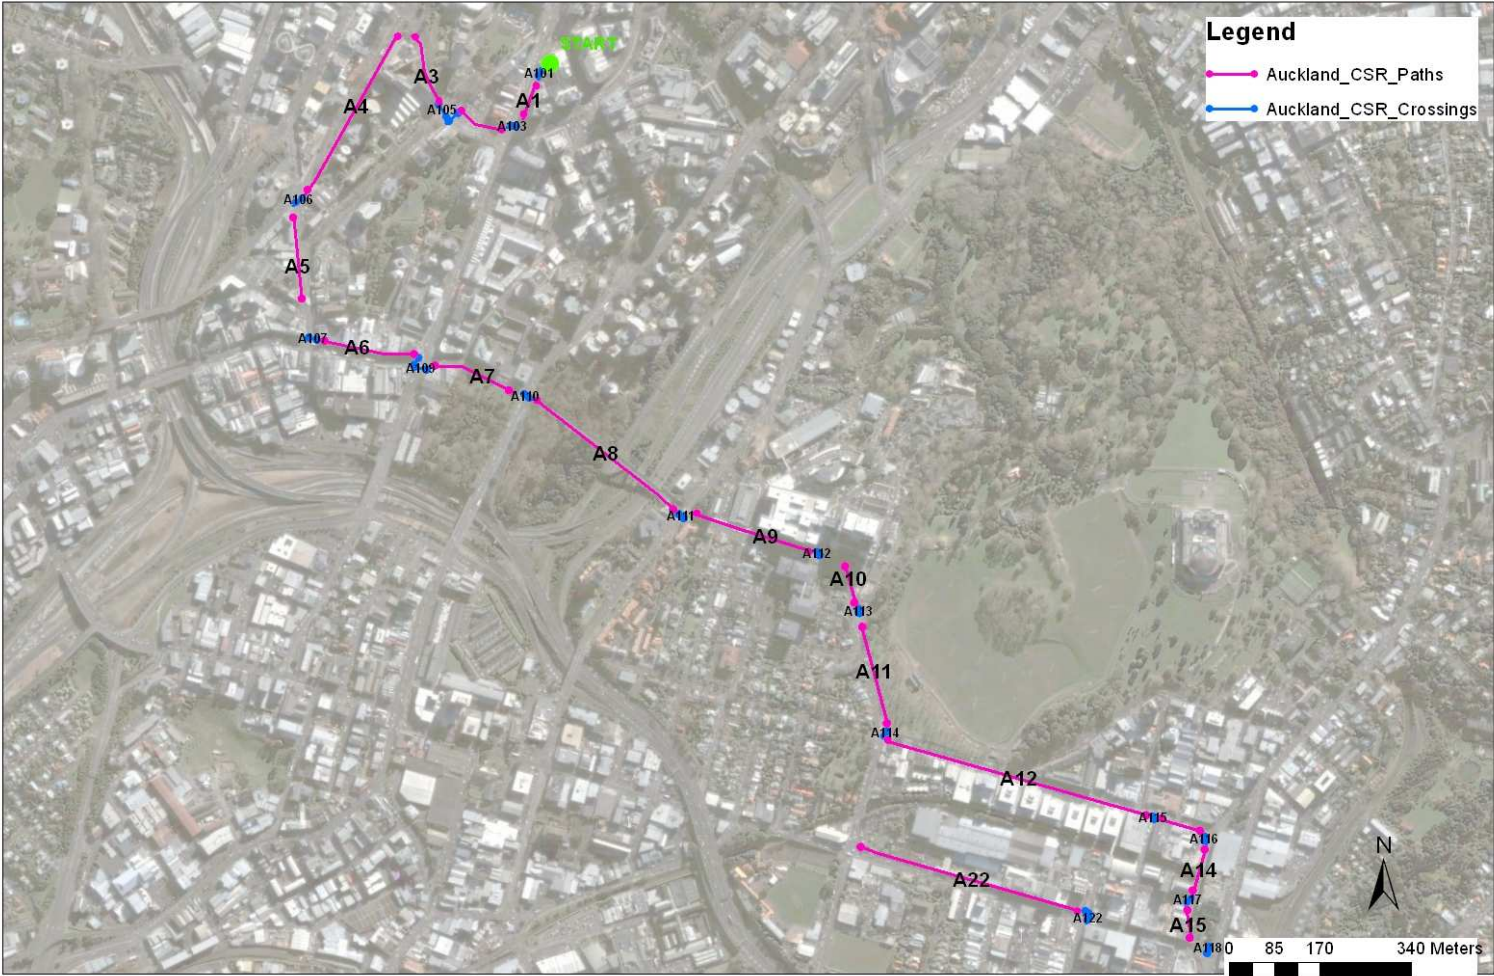 START
Legend
Auckland_CSR_Paths
Auckland_CSR_Crossings
A101
A3
A1
A4
A105
A103
A106
A5
A107
A6
A109
A7
A110
A8
A111
A9
A112
A10
A113
A11
A114
A12
A115
A116
A14
A22
A117
A122
A15
A118
N
0 85 170 340 Meters